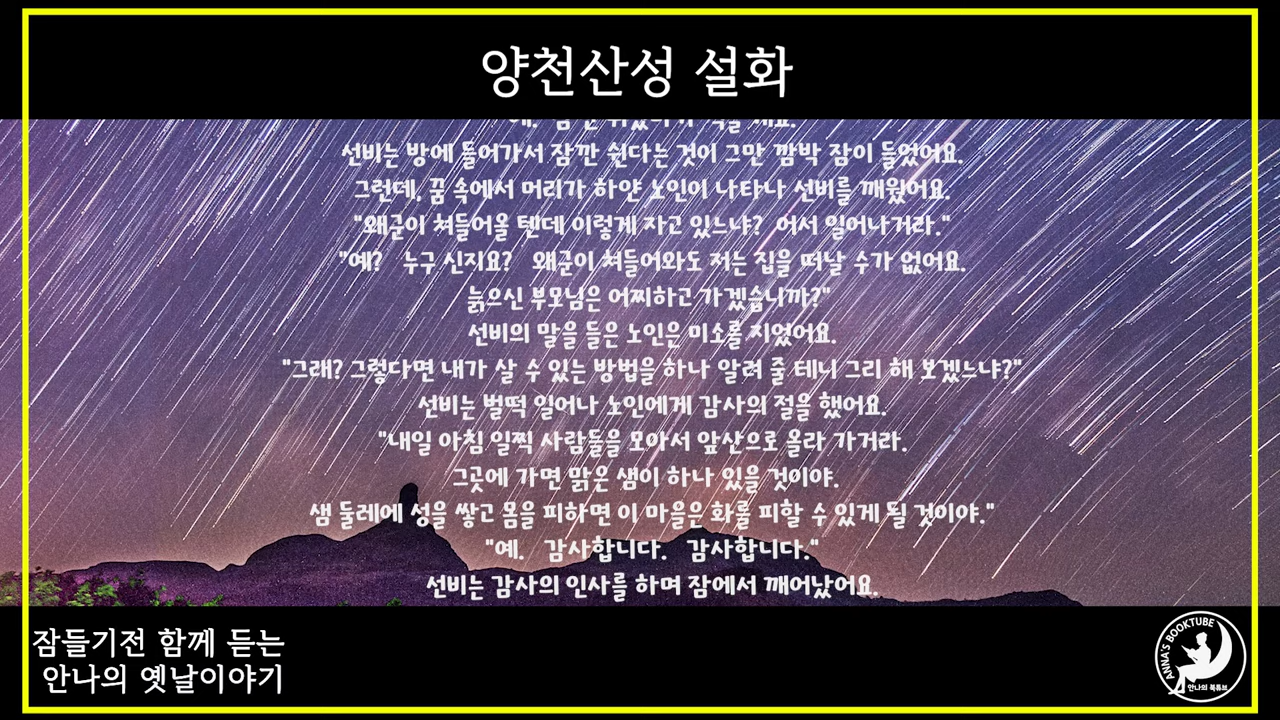 양천산성 설화
선비는 방에 들어가서 잠깐 쉰다는 것이 그만 깜박 잠이 들었어요.
그런데, 꿈 속에서 머리가 하얀 노인이 나타나 선비를 깨웠어요.
"왜군이 쳐들어올 텐데 이렇게 자고 있느냐? 어서 일어나거라."
"예? 누구 신지요? 왜군이 쳐들어와도 저는 집을 떠날 수가 없어요.
늙으신 부모님은 어찌하고 가겠습니까?"
선비의 말을 들은 노인은 미소를 지었어요.
"그래? 그렇다면 내가 살 수 있는 방법을 하나 알려 줄 테니 그리 해 보겠느냐?"
선비는 벌떡 일어나 노인에게 감사의 절을 했어요.
"내일 아침 일찍 사람들을 모아서 앞산으로 올라 가거라.
그곳에 가면 맑은 샘이 하나 있을 것이야.
샘 둘레에 성을 쌓고 몸을 피하면 이 마을은 화를 피할 수 있게 될 것이야."
"예. 감사합니다. 감사합니다."
선비는 감사의 인사를 하며 잠에서 깨어났어요.
잠들기전 함께 듣는
안나의 옛날이야기
ANNA'S BOOKTUBE
안나의 북튜브